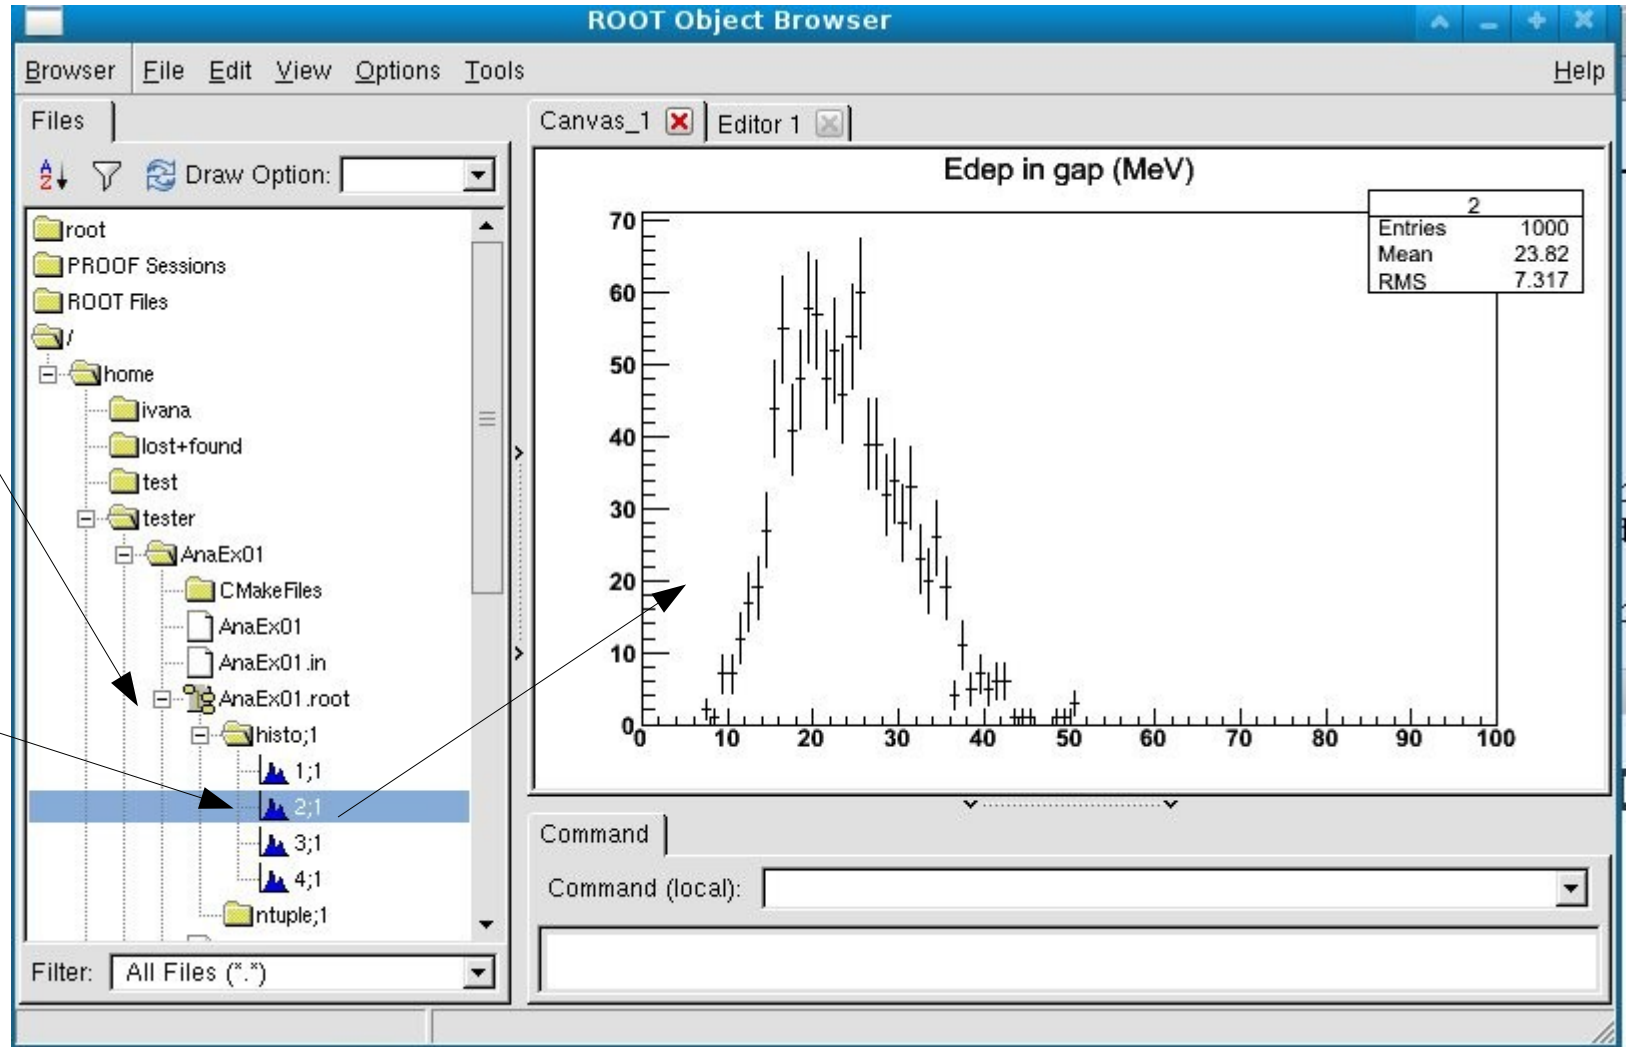 ROOT Object Browser
Browser File Edit View Options Tools Help
Files
Draw Option:
root
PROOF Sessions
ROOT Files
/
home
ivana
lost+found
test
tester
AnaEx01
CMakeFiles
AnaEx01
AnaEx01.in
AnaEx01.root
histo;1
1;1
2;1
3;1
4;1
ntuple;1
Filter: All Files (*.*)
Canvas_1 Editor 1
Edep in gap (MeV)
2
Entries 1000
Mean 23.82
RMS 7.317
70
60
50
40
30
20
10
0
0 10 20 30 40 50 60 70 80 90 100
Command
Command (local):